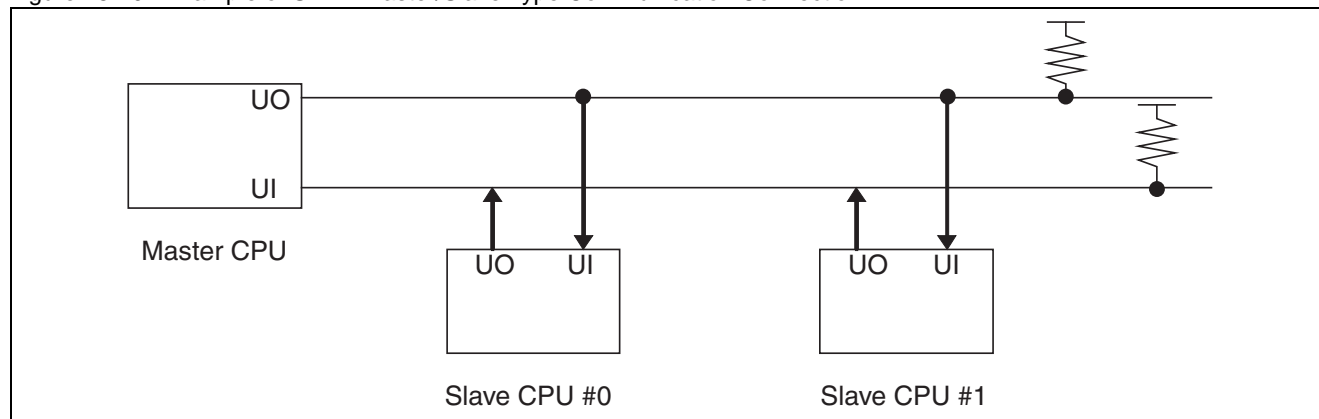 UO
UI
Master CPU
UO UI
UO UI
Slave CPU #0
Slave CPU #1